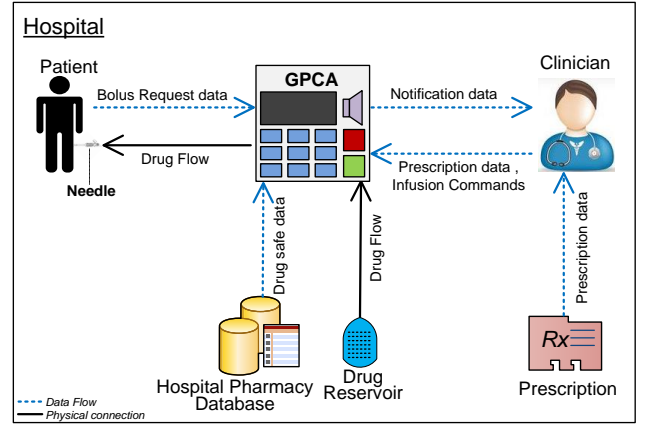 Hospital
Patient
GPCA
Clinician
Bolus Request data
Notification data
Drug Flow
Prescription data ,
Infusion Commands
Needle
Drug safe data
Drug Flow
Prescription data
Rx
Hospital Pharmacy
Database
Drug
Reservoir
Prescription
Data Flow
Physical connection